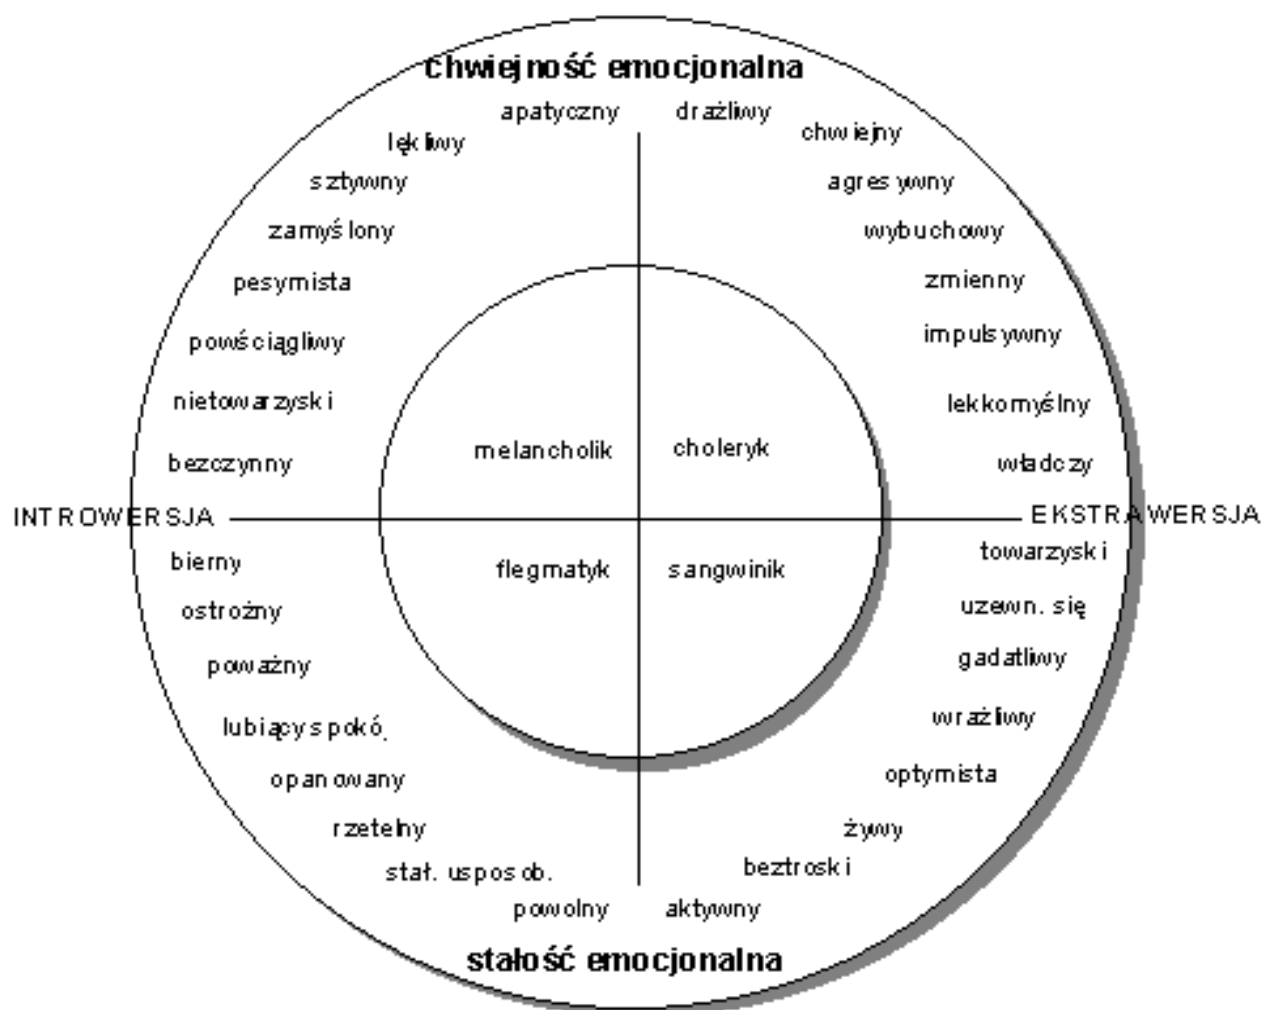 chwiejność emocjonalna
apatyczny drażliwy
lękliwy chwiejny
sztywny agresywny
zamyślony wybuchowy
pesymista zmienny
powściągliwy impulsywny
nietowarzyski lekkomyślny
melancholik choleryk
bezczynny władczy
INTROWERSJA EKSTRAWERSJA
bierny towarzyski
flegmatyk sangwinik
ostrożny uzewn. się
poważny gadatliwy
lubiący spokój wrażliwy
opanowany optymista
rzetelny żywy
stał. usposob. beztroski
powolny aktywny
stałość emocjonalna